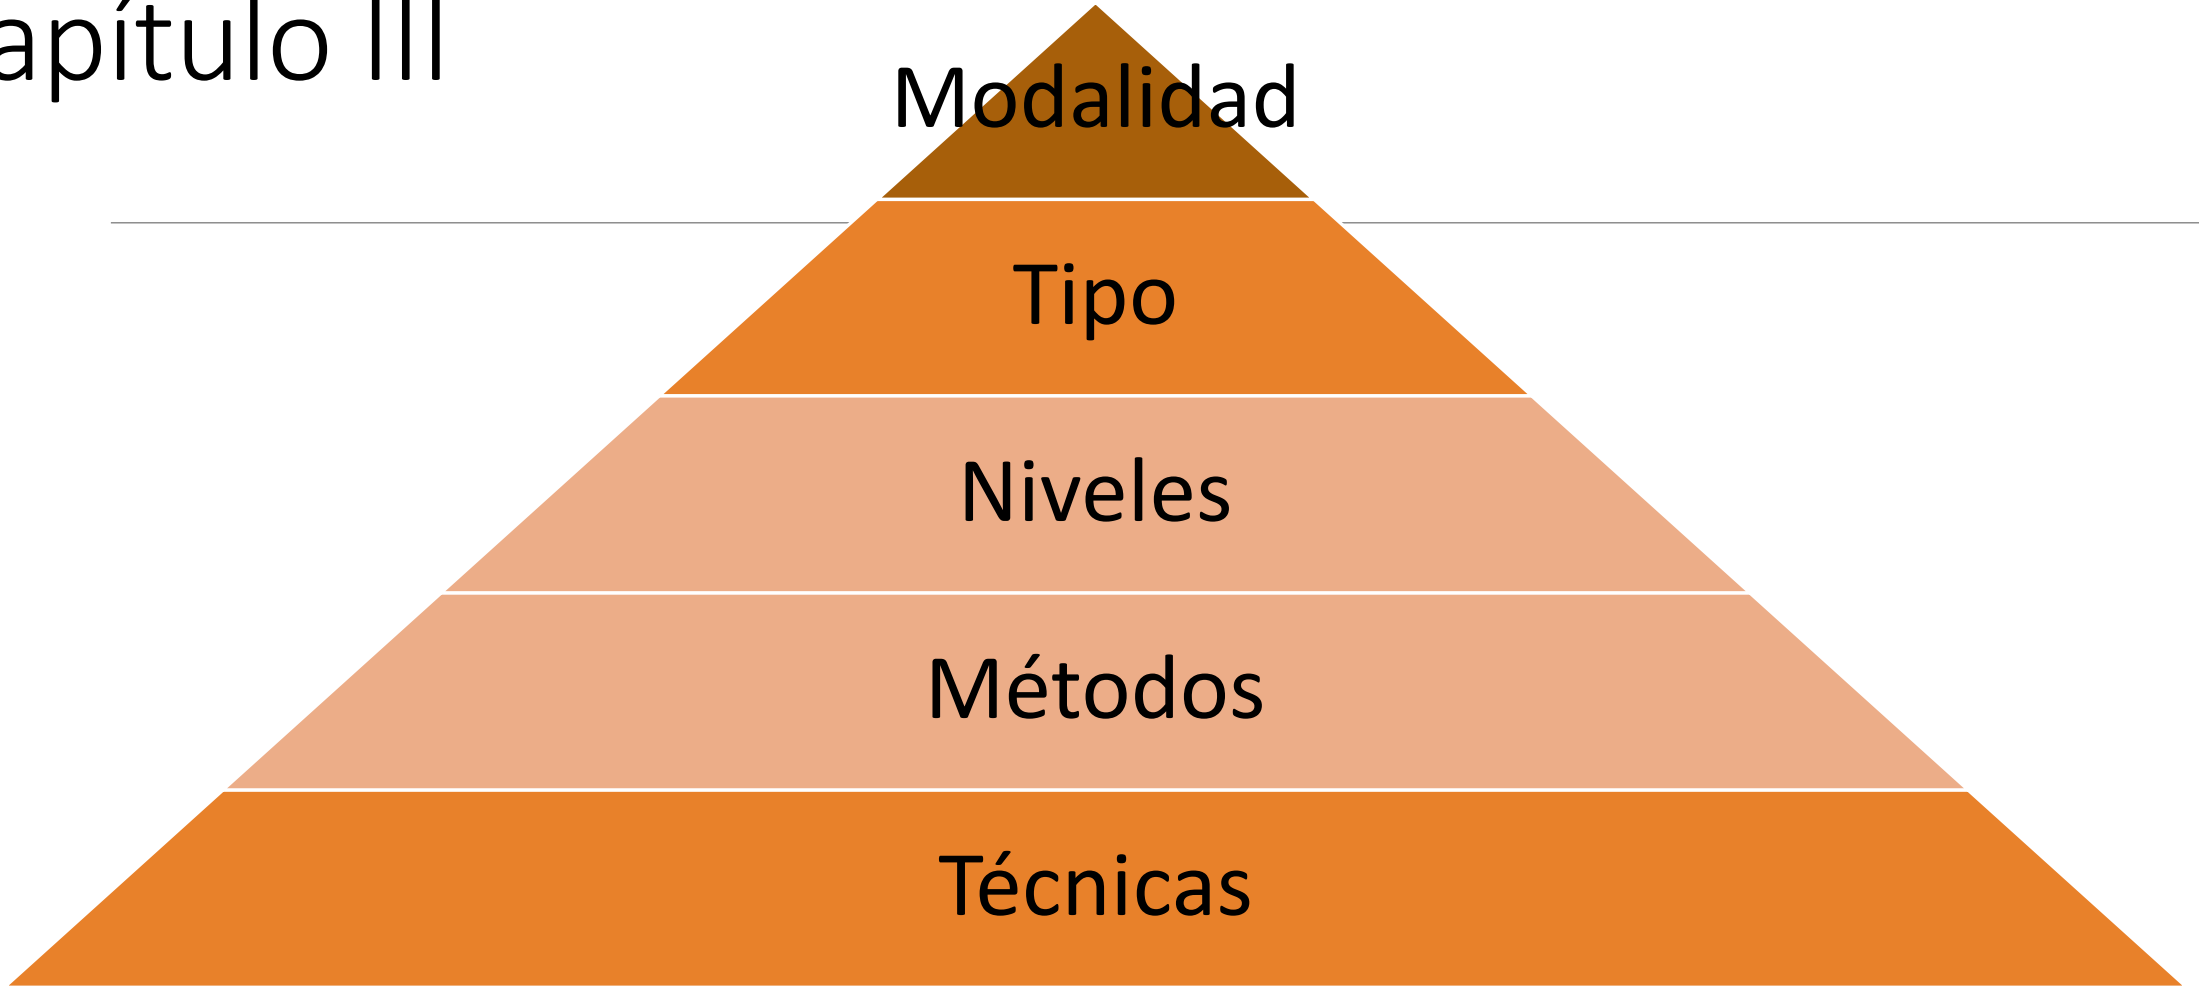 apítulo III
Modalidad
Tipo
Niveles
Métodos
Técnicas